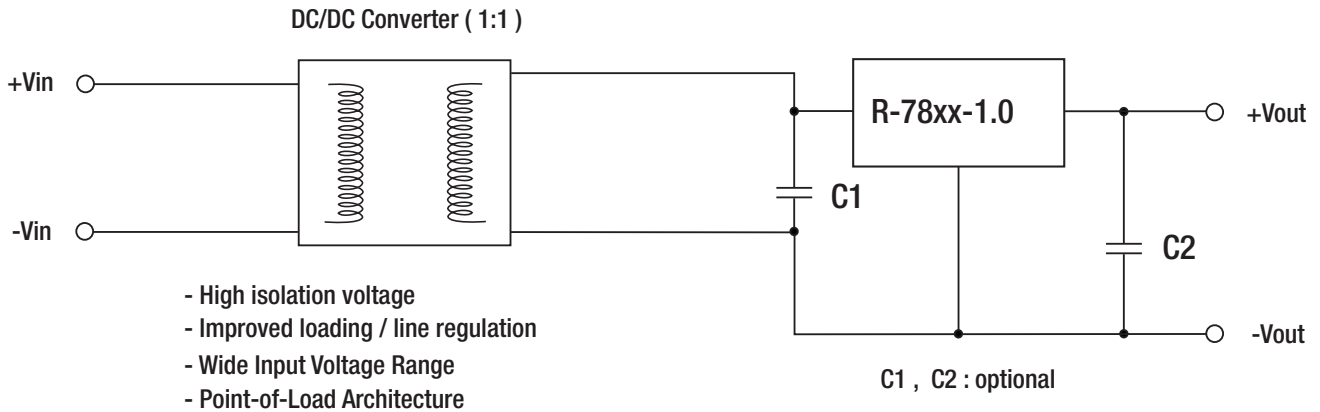 DC/DC Converter ( 1:1 )
+Vin
R-78xx-1.0
+Vout
C1
-Vin
C2
- High isolation voltage
- Improved loading / line regulation
- Wide Input Voltage Range
- Point-of-Load Architecture
-Vout
C1 , C2 : optional